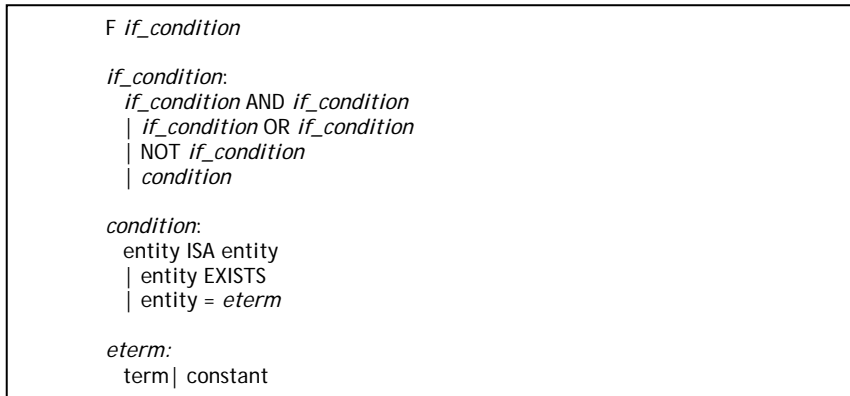 F if_condition
if_condition:
if_condition AND if_condition
| if_condition OR if_condition
| NOT if_condition
| condition
condition:
entity ISA entity
| entity EXISTS
| entity = eterm
eterm:
term| constant